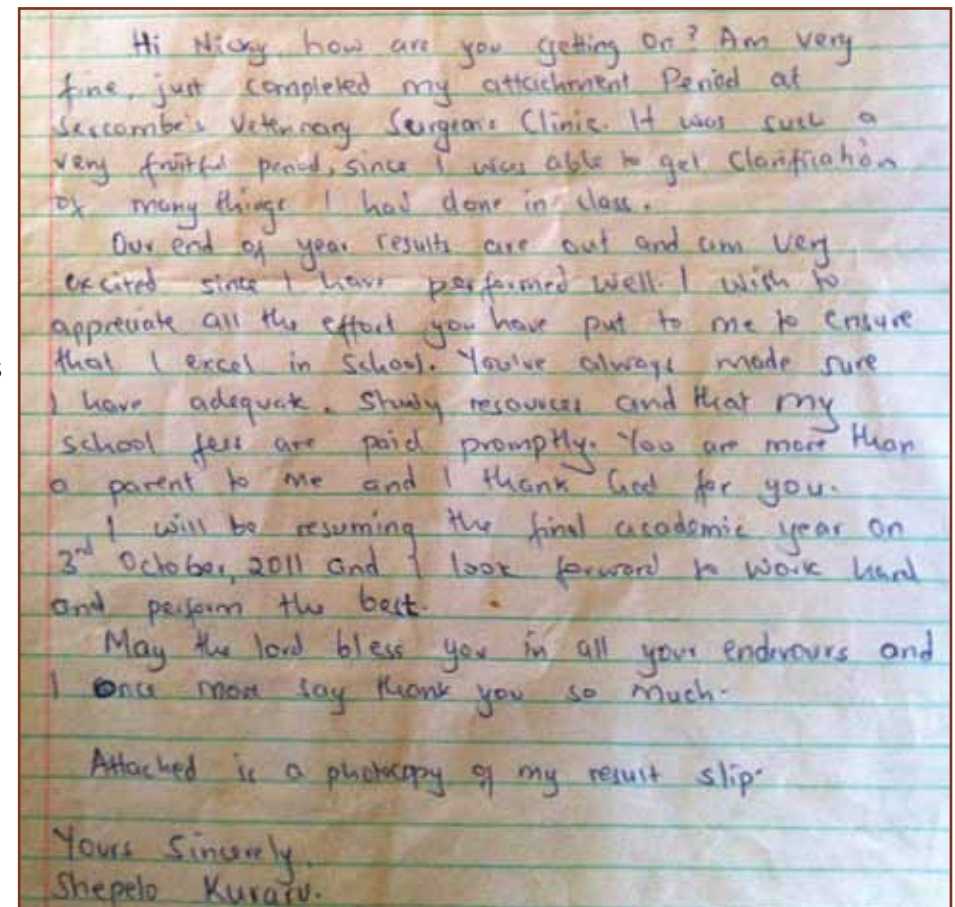 Hi Nicky, how are you getting on? Am very
fine, just completed my attachment Period at
Sercombe's Veterinary Surgeons Clinic. It was such a
very fruitful period, since I was able to get Clarification
of many things I had done in class.
Our end of year results are out and am very
excited since I have performed well. I wish to
appreciate all the effort you have put to me to ensure
that I excel in School. You've always made sure
I have adequate. Study resources and that my
school fees are paid promptly. You are more than
a parent to me and I thank God for you.
I will be resuming the final academic year on
3rd October, 2011 and I look forward to work hard
and perform the best.
May the lord bless you in all your endevours and
I once more say thank you so much.
Attached is a photocopy of my result slip.
Yours Sincerely,
Shepelo